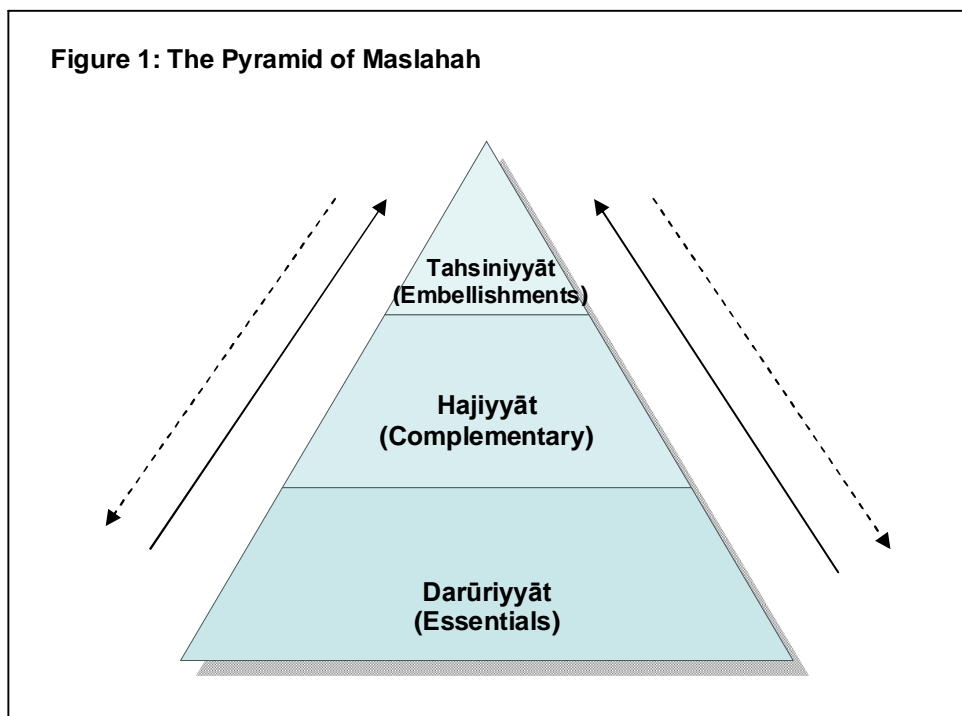 Figure 1: The Pyramid of Maslahah
Tahsiniyyāt
(Embellishments)
Hajiyyāt
(Complementary)
Darūriyyāt
(Essentials)